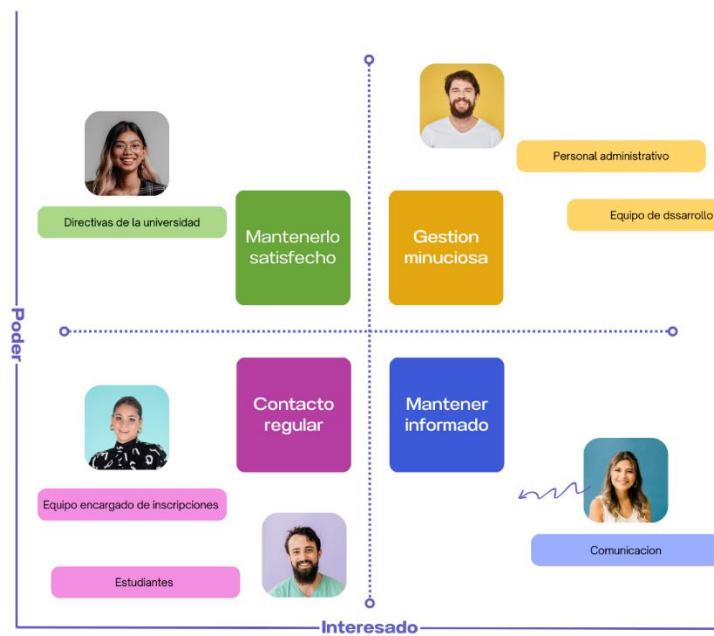 Personal administrativo
Directivas de la universidad
Equipo de dssarrollo
Mantenerlo
satisfecho
Gestion
minuciosa
Poder
Contacto
regular
Mantener
informado
Equipo encargado de inscripciones
Comunicacion
Estudiantes
Interesado